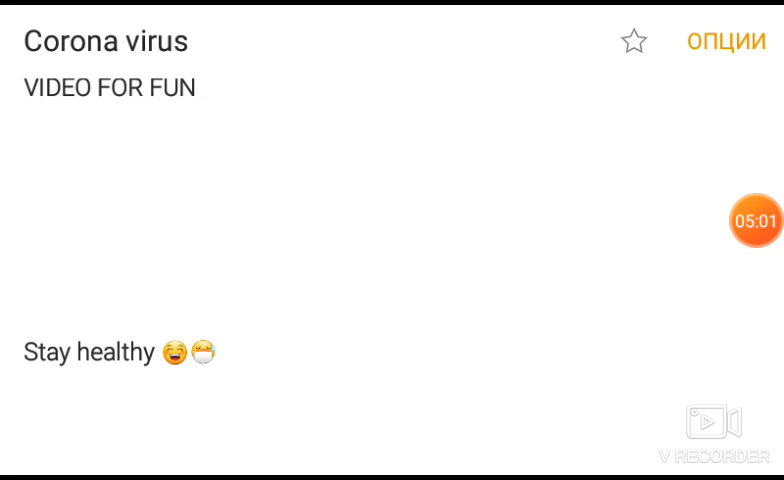 Corona virus
ОПЦИИ
VIDEO FOR FUN
05:01
Stay healthy 😅😷
V RECORDER